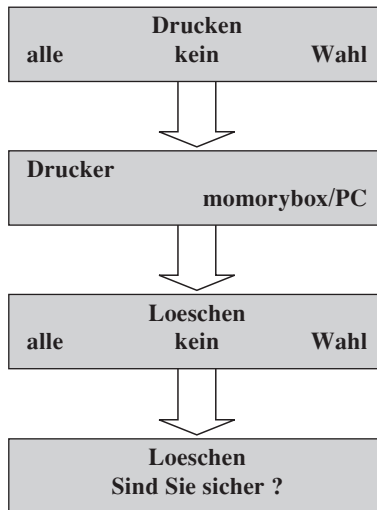 Drucken
alle kein Wahl
Drucker
momorybox/PC
Loeschen
alle kein Wahl
Loeschen
Sind Sie sicher ?